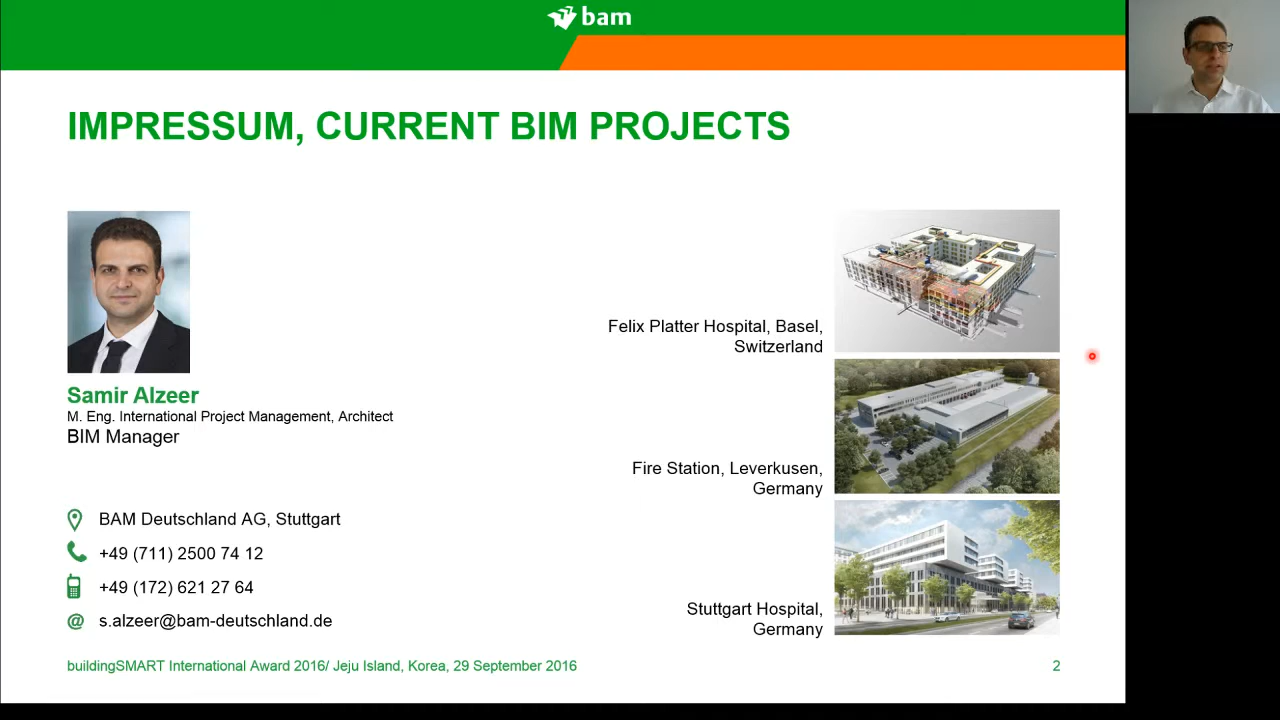 bam
IMPRESSUM, CURRENT BIM PROJECTS
Samir Alzeer
M. Eng. International Project Management, Architect
BIM Manager
BAM Deutschland AG, Stuttgart
+49 (711) 2500 74 12
+49 (172) 621 27 64
@ s.alzeer@bam-deutschland.de
Felix Platter Hospital, Basel,
Switzerland
Fire Station, Leverkusen,
Germany
Stuttgart Hospital,
Germany
buildingSMART International Award 2016/ Jeju Island, Korea, 29 September 2016
2